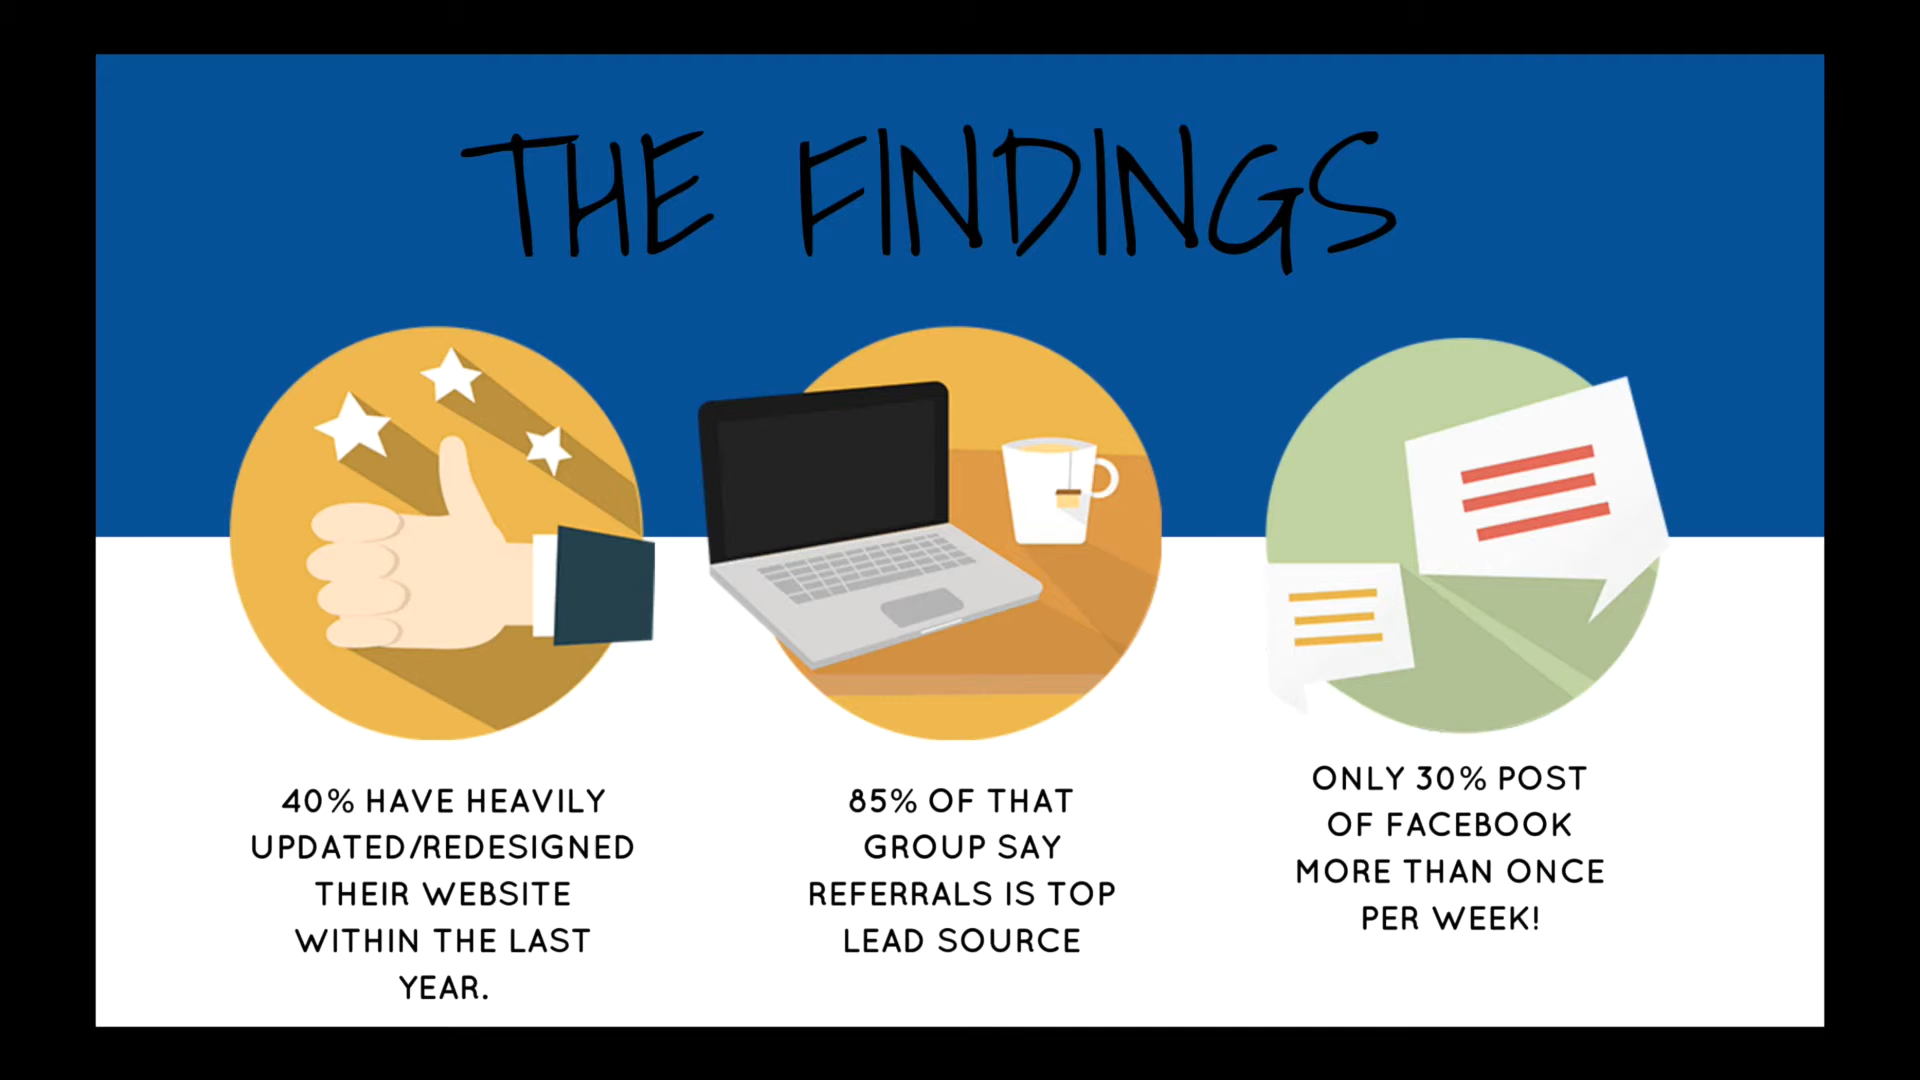 THE FINDINGS
40% HAVE HEAVILY
UPDATED/REDESIGNED
THEIR WEBSITE
WITHIN THE LAST
YEAR.
85% OF THAT
GROUP SAY
REFERRALS IS TOP
LEAD SOURCE
ONLY 30% POST
OF FACEBOOK
MORE THAN ONCE
PER WEEK!